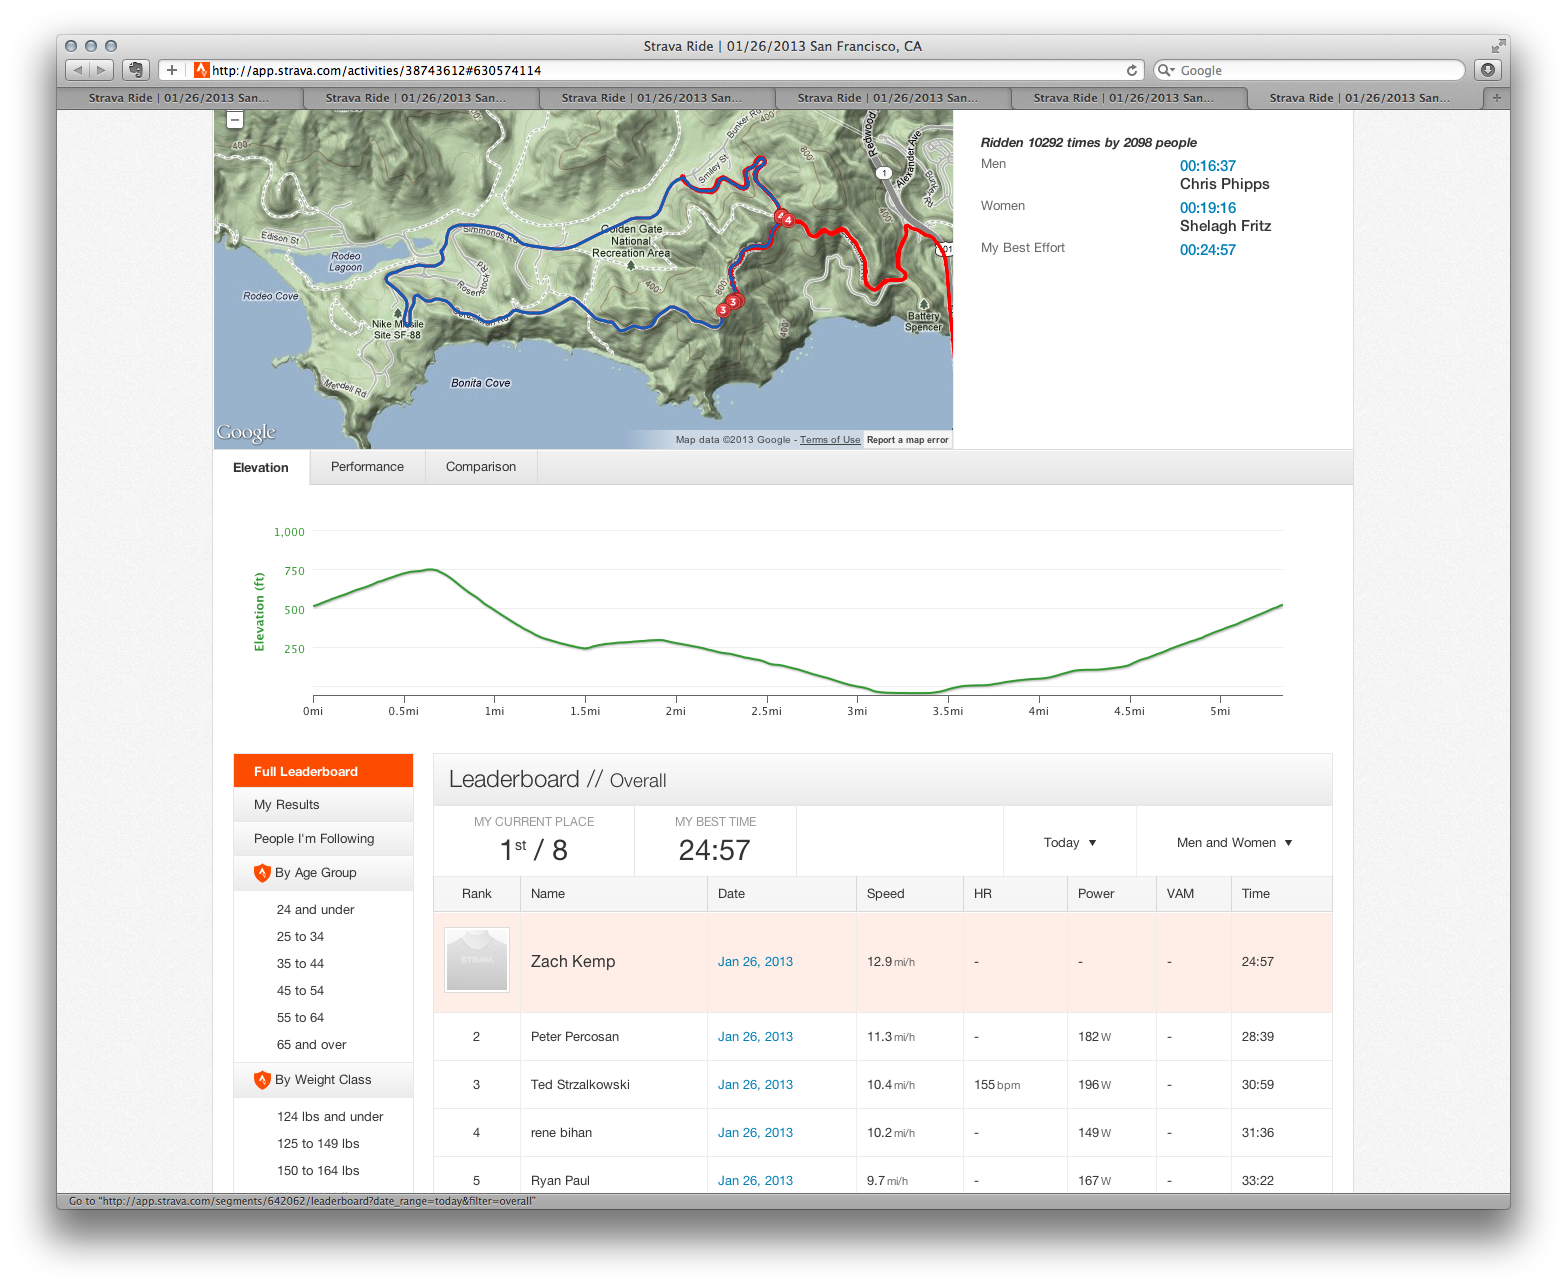 Strava Ride | 01/26/2013 San Francisco, CA
http://app.strava.com/activities/38743612#630574114
Google
Strava Ride | 01/26/2013 San...
Strava Ride | 01/26/2013 San...
Strava Ride | 01/26/2013 San...
Strava Ride | 01/26/2013 San...
Strava Ride | 01/26/2013 San...
Strava Ride | 01/26/2013 San...
400'
Bunker Rd
400'
800'
Redwood
Alexander Ave
Bunker Rd
1
Smiley St
4
400'
101
Edison St
Simmonds Rd
Golden Gate
National
Recreation Area
Rodeo
Lagoon
Rosenstock Rd
400'
800'
Rodeo Cove
3
3
Nike Missile
Site SF-88
400'
Battery
Spencer
Mendell Rd
Bonita Cove
Google
Map data ©2013 Google - Terms of Use
Report a map error
Ridden 10292 times by 2098 people
Men
00:16:37
Chris Phipps
Women
00:19:16
Shelagh Fritz
My Best Effort
00:24:57
Elevation
Performance
Comparison
Elevation (ft)
1,000
750
500
250
0mi
0.5mi
1mi
1.5mi
2mi
2.5mi
3mi
3.5mi
4mi
4.5mi
5mi
Full Leaderboard
My Results
People I'm Following
By Age Group
24 and under
25 to 34
35 to 44
45 to 54
55 to 64
65 and over
By Weight Class
124 lbs and under
125 to 149 lbs
150 to 164 lbs
Leaderboard // Overall
MY CURRENT PLACE
1st / 8
MY BEST TIME
24:57
Today ▼
Men and Women ▼
Rank Name Date Speed HR Power VAM Time
STRAVA
Zach Kemp Jan 26, 2013 12.9 mi/h - - - 24:57
2 Peter Percosan Jan 26, 2013 11.3 mi/h - 182 W - 28:39
3 Ted Strzalkowski Jan 26, 2013 10.4 mi/h 155 bpm 196 W - 30:59
4 rene bihan Jan 26, 2013 10.2 mi/h - 149 W - 31:36
5 Ryan Paul Jan 26, 2013 9.7 mi/h - 167 W - 33:22
Go to "http://app.strava.com/segments/642062/leaderboard?date_range=today&filter=overall"